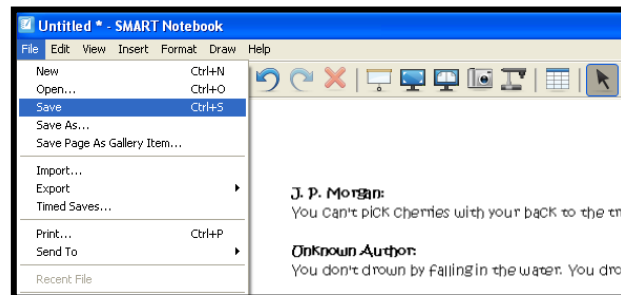 Untitled * - SMART Notebook
File Edit View Insert Format Draw Help
New Ctrl+N
Open... Ctrl+O
Save Ctrl+S
Save As...
Save Page As Gallery Item...
Import...
Export
Timed Saves...
Print... Ctrl+P
Send To
Recent File
J. P. Morgan:
You can't pick cherries with your back to the
Unknown Author:
You don't drown by falling in the water. You